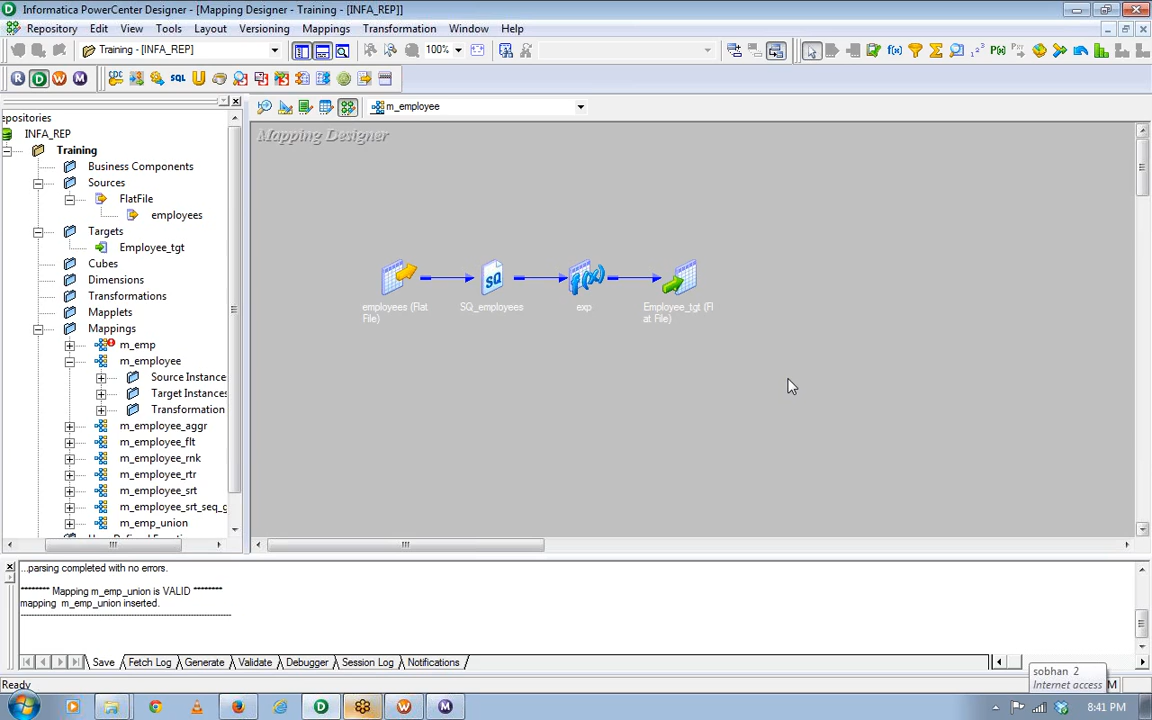 Informatica PowerCenter Designer - [Mapping Designer - Training - [INFA_REP]]
Repository Edit View Tools Layout Versioning Mappings Transformation Window Help
Training - [INFA_REP]
100%
m_employee
epositories
INFA_REP
Training
Business Components
Sources
FlatFile
employees
Targets
Employee_tgt
Cubes
Dimensions
Transformations
Mapplets
Mappings
m_emp
m_employee
Source Instance
Target Instances
Transformation
m_employee_aggr
m_employee_flt
m_employee_rnk
m_employee_rtr
m_employee_srt
m_employee_srt_seq_g
m_emp_union
Mapping Designer
employees (Flat
File)
SQ_employees
exp
Employee_tgt (Fl
at File)
...parsing completed with no errors.
******** Mapping m_emp_union is VALID ********
mapping m_emp_union inserted.
Save Fetch Log Generate Validate Debugger Session Log Notifications
Ready
sobhan 2
Internet access
8:41 PM